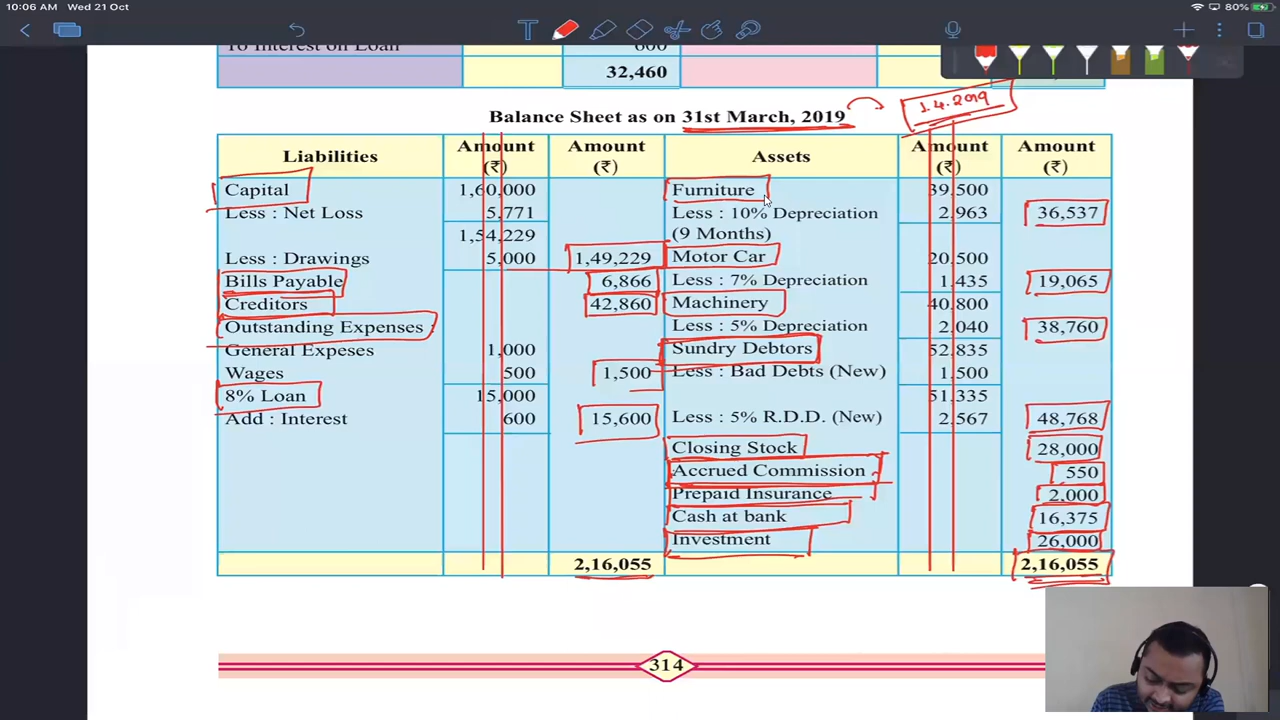 10:06 AM Wed 21 Oct
80%
To Interest on Loan 600
32,460
1.4.2019
Balance Sheet as on 31st March, 2019
Liabilities Amount (₹) Amount (₹) Assets Amount (₹) Amount (₹)
Capital 1,60,000 Furniture 39,500
Less : Net Loss 5,771 Less : 10% Depreciation 2,963 36,537
1,54,229 (9 Months)
Less : Drawings 5,000 1,49,229 Motor Car 20,500
Bills Payable 6,866 Less : 7% Depreciation 1,435 19,065
Creditors 42,860 Machinery 40,800
Outstanding Expenses : Less : 5% Depreciation 2,040 38,760
General Expeses 1,000 Sundry Debtors 52,835
Wages 500 1,500 Less : Bad Debts (New) 1,500
8% Loan 15,000 51,335
Add : Interest 600 15,600 Less : 5% R.D.D. (New) 2,567 48,768
Closing Stock 28,000
Accrued Commission 550
Prepaid Insurance 2,000
Cash at bank 16,375
Investment 26,000
2,16,055 2,16,055
314